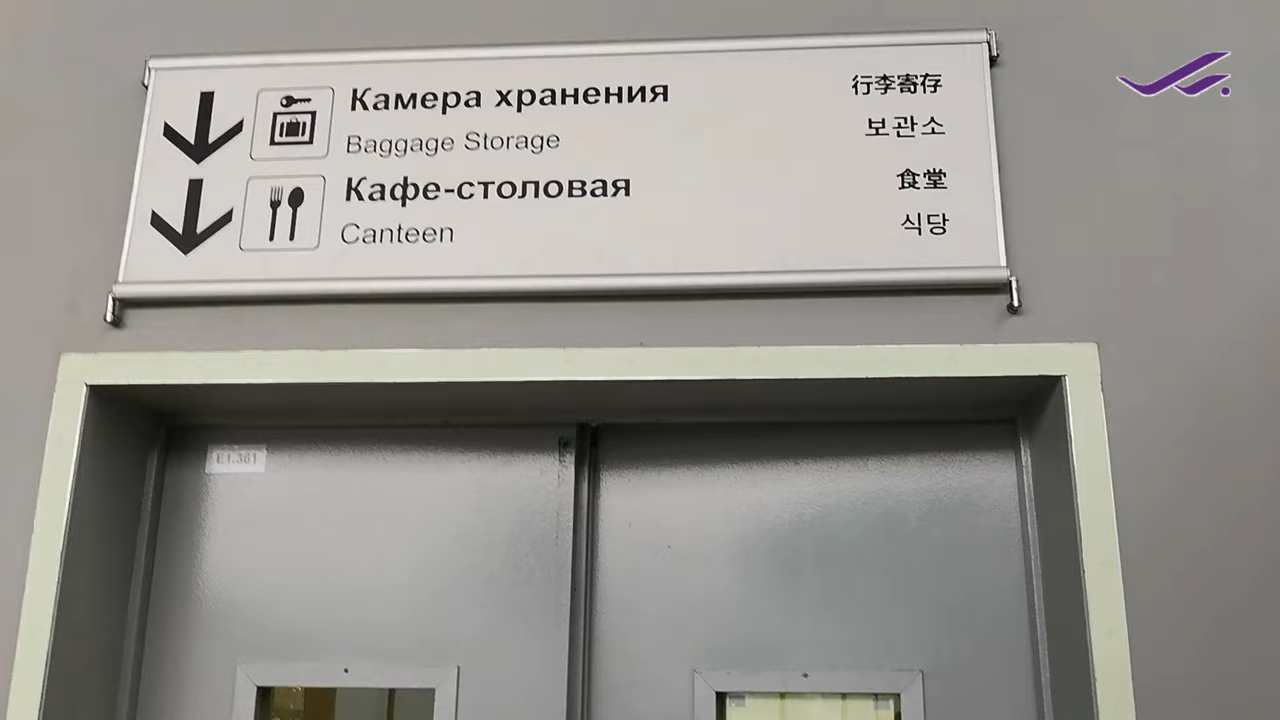 Камера хранения
Baggage Storage
行李寄存
보관소
Кафе-столовая
Canteen
食堂
식당
E1.361